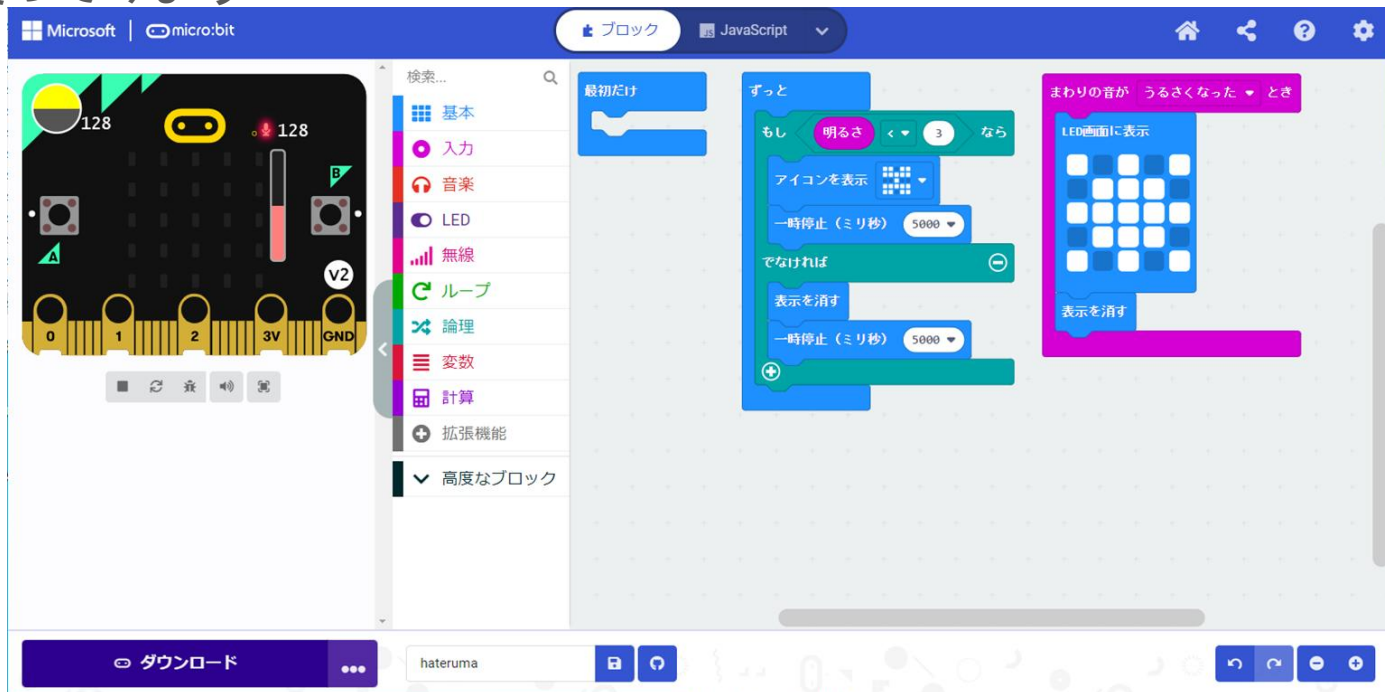 Microsoft micro:bit
ブロック
JavaScript
128
128
B
A
V2
0 1 2 3V GND
検索...
基本
入力
音楽
LED
無線
ループ
論理
変数
計算
拡張機能
高度なブロック
最初だけ
ずっと
もし 明るさ < 3 なら
アイコンを表示
一時停止（ミリ秒） 5000
でなければ
表示を消す
一時停止（ミリ秒） 5000
まわりの音が うるさくなった とき
LED画面に表示
表示を消す
ダウンロード
hateruma